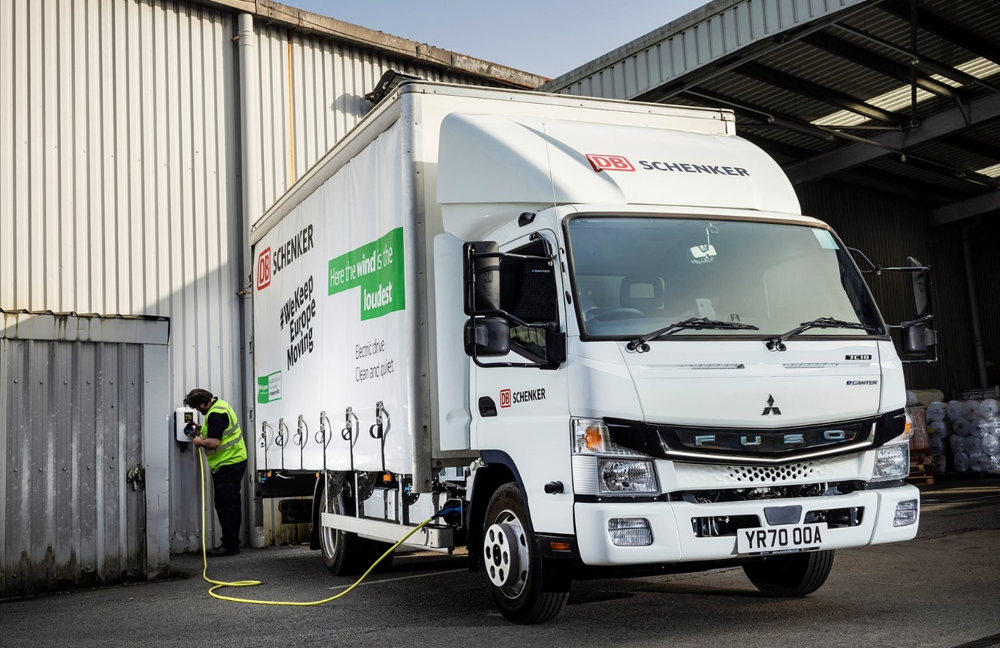 DB SCHENKER
DB SCHENKER
#WeKeep
Europe
Moving
Here the wind is the
loudest
Electric drive
Clean and quiet.
eCANTER
DB SCHENKER
7C18
eCANTER
FUSO
YR70 OOA